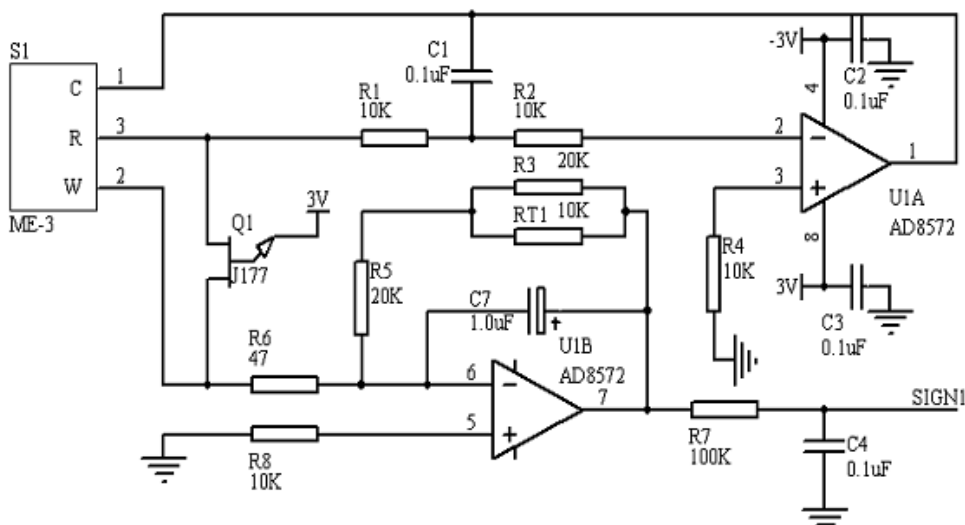 S1
C
1
R
3
W
2
ME-3
C1
0.1uF
R1
10K
R2
10K
20K
R3
RT1
10K
Q1
J177
3V
R5
20K
R6
47
C7
1.0uF
+
U1B
AD8572
6
5
7
−
+
R8
10K
-3V
4
C2
0.1uF
2
3
−
+
1
U1A
AD8572
8
3V
C3
0.1uF
R4
10K
R7
100K
SIGN1
C4
0.1uF